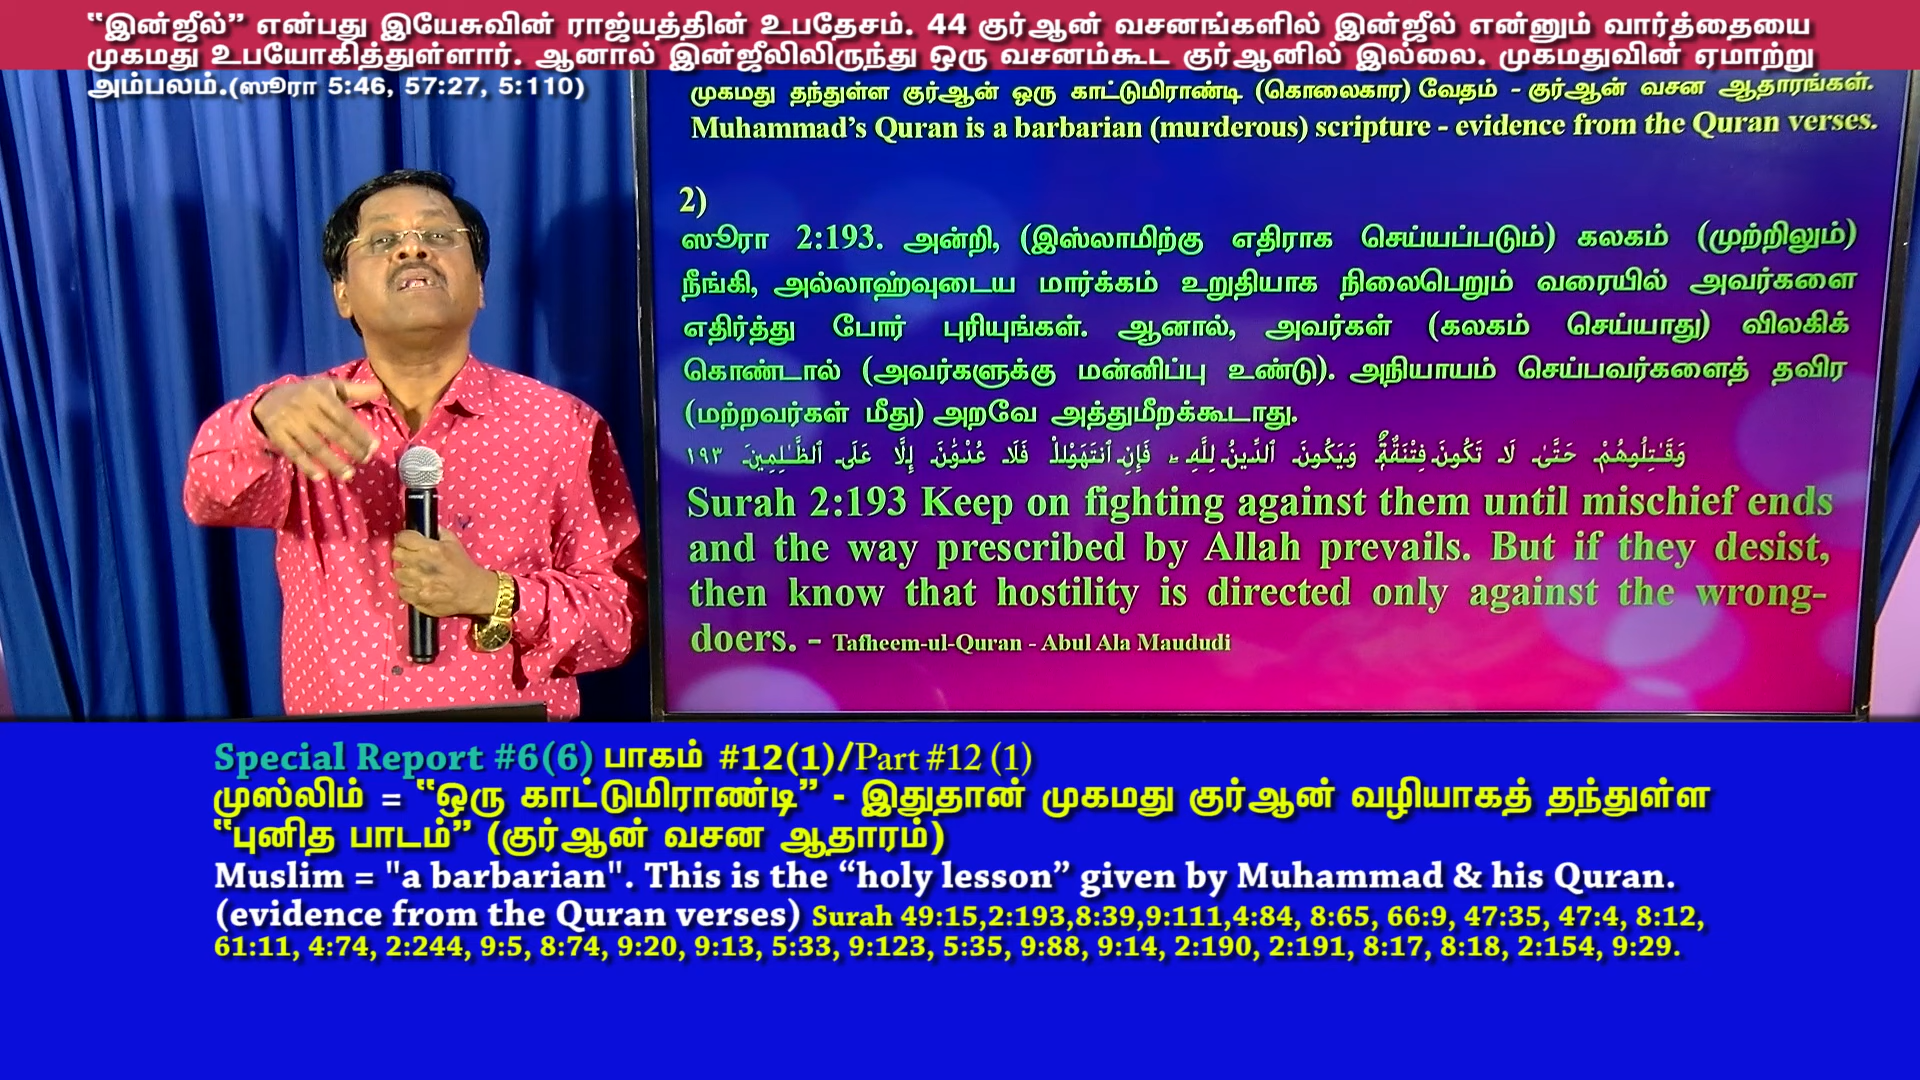 “இன்ஜீல்” என்பது இயேசுவின் ராஜ்யத்தின் உபதேசம். 44 குர்ஆன் வசனங்களில் இன்ஜீல் என்னும் வார்த்தையை
முகமது உபயோகித்துள்ளார். ஆனால் இன்ஜீலிலிருந்து ஒரு வசனம்கூட குர்ஆனில் இல்லை. முகமதுவின் ஏமாற்று
அம்பலம்.(ஸூரா 5:46, 57:27, 5:110)
முகமது தந்துள்ள குர்ஆன் ஒரு காட்டுமிராண்டி (கொலைகார) வேதம் - குர்ஆன் வசன ஆதாரங்கள்.
Muhammad’s Quran is a barbarian (murderous) scripture - evidence from the Quran verses.
2)
ஸூரா 2:193. அன்றி, (இஸ்லாமிற்கு எதிராக செய்யப்படும்) கலகம் (முற்றிலும்)
நீங்கி, அல்லாஹ்வுடைய மார்க்கம் உறுதியாக நிலைபெறும் வரையில் அவர்களை
எதிர்த்து போர் புரியுங்கள். ஆனால், அவர்கள் (கலகம் செய்யாது) விலகிக்
கொண்டால் (அவர்களுக்கு மன்னிப்பு உண்டு). அநியாயம் செய்பவர்களைத் தவிர
(மற்றவர்கள் மீது) அறவே அத்துமீறக்கூடாது.
وَقَـٰتِلُوهُمْ حَتَّىٰ لَا تَكُونَ فِتْنَةٌ وَيَكُونَ ٱلدِّينُ لِلَّهِ ۖ فَإِنِ ٱنتَهَوْا۟ فَلَا عُدْوَٰنَ إِلَّا عَلَى ٱلظَّـٰلِمِينَ ١٩٣
Surah 2:193 Keep on fighting against them until mischief ends
and the way prescribed by Allah prevails. But if they desist,
then know that hostility is directed only against the wrong-
doers. - Tafheem-ul-Quran - Abul Ala Maududi
Special Report #6(6) பாகம் #12(1)/Part #12 (1)
முஸ்லிம் = “ஒரு காட்டுமிராண்டி” - இதுதான் முகமது குர்ஆன் வழியாகத் தந்துள்ள
“புனித பாடம்” (குர்ஆன் வசன ஆதாரம்)
Muslim = "a barbarian". This is the “holy lesson” given by Muhammad & his Quran.
(evidence from the Quran verses) Surah 49:15,2:193,8:39,9:111,4:84, 8:65, 66:9, 47:35, 47:4, 8:12,
61:11, 4:74, 2:244, 9:5, 8:74, 9:20, 9:13, 5:33, 9:123, 5:35, 9:88, 9:14, 2:190, 2:191, 8:17, 8:18, 2:154, 9:29.